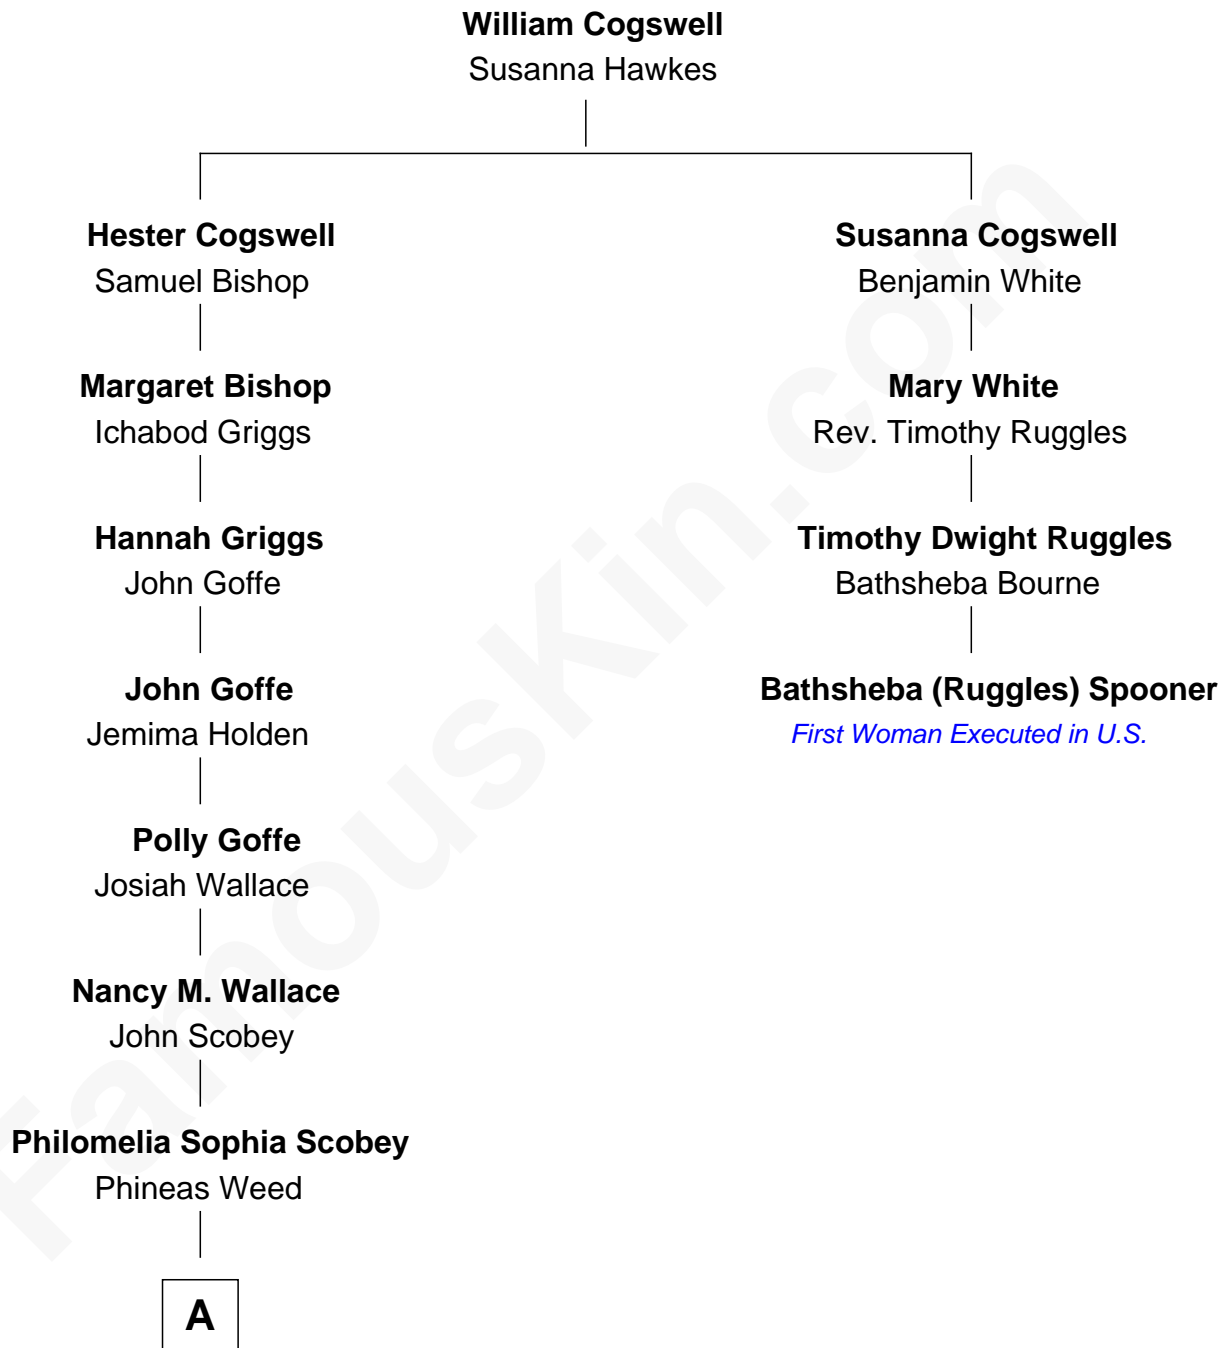 William Cogswell
Susanna Hawkes
Hester Cogswell
Samuel Bishop
Susanna Cogswell
Benjamin White
Margaret Bishop
Ichabod Griggs
Mary White
Rev. Timothy Ruggles
Hannah Griggs
John Goffe
Timothy Dwight Ruggles
Bathsheba Bourne
John Goffe
Jemima Holden
Bathsheba (Ruggles) Spooner
First Woman Executed in U.S.
Polly Goffe
Josiah Wallace
Nancy M. Wallace
John Scobey
Philomelia Sophia Scobey
Phineas Weed
A
FamousKin.com